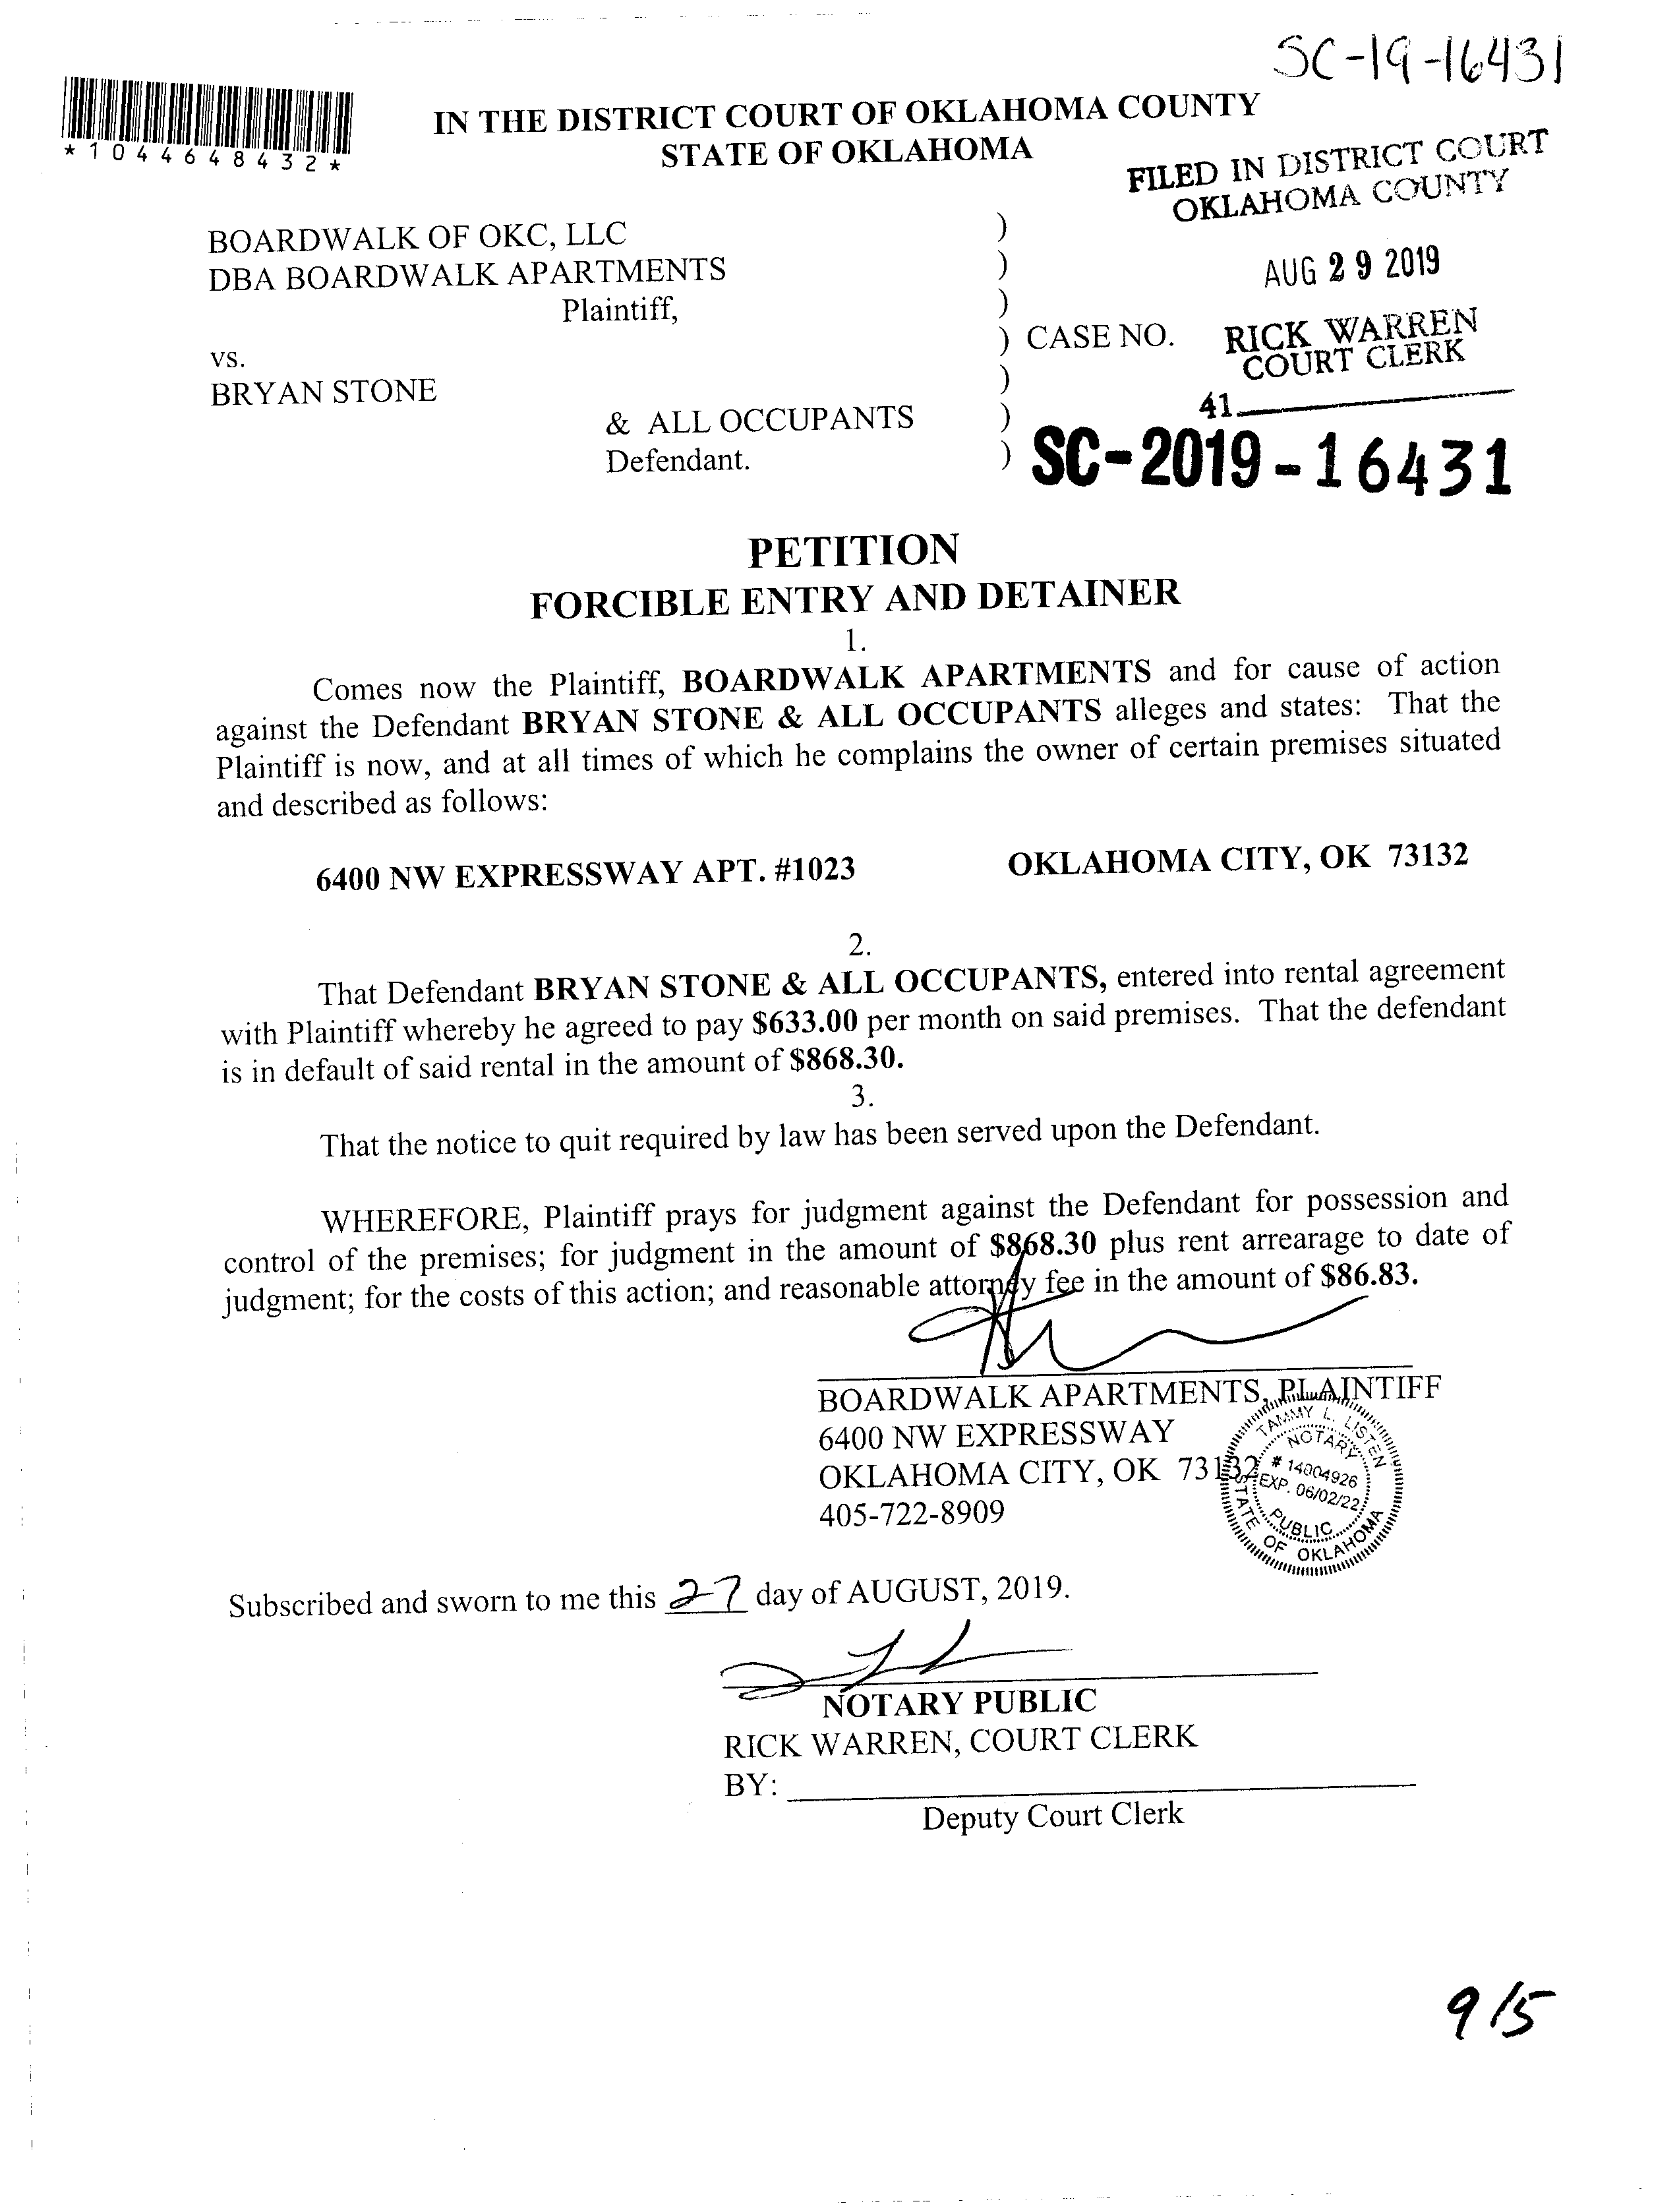 SC-19-16431
*1044648432*
IN THE DISTRICT COURT OF OKLAHOMA COUNTY
STATE OF OKLAHOMA
FILED IN DISTRICT COURT
OKLAHOMA COUNTY
BOARDWALK OF OKC, LLC )
DBA BOARDWALK APARTMENTS )
AUG 29 2019
Plaintiff, )
) CASE NO.
RICK WARREN
COURT CLERK
vs.
BRYAN STONE )
41
& ALL OCCUPANTS )
Defendant. ) SC-2019-16431
PETITION
FORCIBLE ENTRY AND DETAINER
1.
Comes now the Plaintiff, BOARDWALK APARTMENTS and for cause of action
against the Defendant BRYAN STONE & ALL OCCUPANTS alleges and states: That the
Plaintiff is now, and at all times of which he complains the owner of certain premises situated
and described as follows:
6400 NW EXPRESSWAY APT. #1023 OKLAHOMA CITY, OK 73132
2.
That Defendant BRYAN STONE & ALL OCCUPANTS, entered into rental agreement
with Plaintiff whereby he agreed to pay $633.00 per month on said premises. That the defendant
is in default of said rental in the amount of $868.30.
3.
That the notice to quit required by law has been served upon the Defendant.
WHEREFORE, Plaintiff prays for judgment against the Defendant for possession and
control of the premises; for judgment in the amount of $868.30 plus rent arrearage to date of
judgment; for the costs of this action; and reasonable attorney fee in the amount of $86.83.
BOARDWALK APARTMENTS, PLAINTIFF
6400 NW EXPRESSWAY
OKLAHOMA CITY, OK 73132
405-722-8909
TAMMY L. LISTEN
NOTARY
# 14004926
EXP. 06/02/22
PUBLIC
STATE OF OKLAHOMA
Subscribed and sworn to me this 27 day of AUGUST, 2019.
NOTARY PUBLIC
RICK WARREN, COURT CLERK
BY:
Deputy Court Clerk
9/5